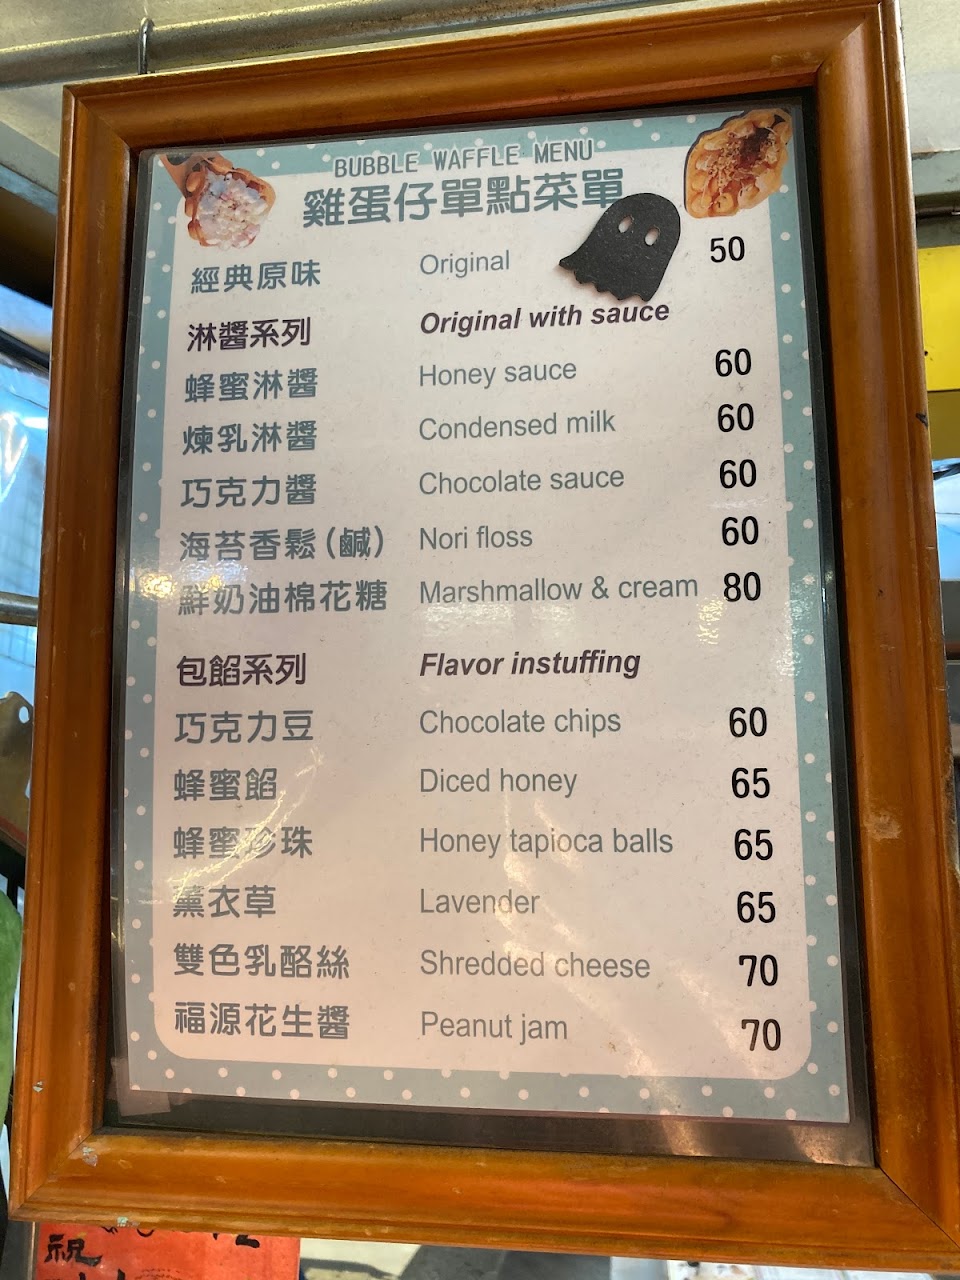 BUBBLE WAFFLE MENU
雞蛋仔單點菜單
經典原味 Original 50
淋醬系列 Original with sauce
蜂蜜淋醬 Honey sauce 60
煉乳淋醬 Condensed milk 60
巧克力醬 Chocolate sauce 60
海苔香鬆(鹹) Nori floss 60
鮮奶油棉花糖 Marshmallow & cream 80
包餡系列 Flavor instuffing
巧克力豆 Chocolate chips 60
蜂蜜餡 Diced honey 65
蜂蜜珍珠 Honey tapioca balls 65
薰衣草 Lavender 65
雙色乳酪絲 Shredded cheese 70
福源花生醬 Peanut jam 70
祝